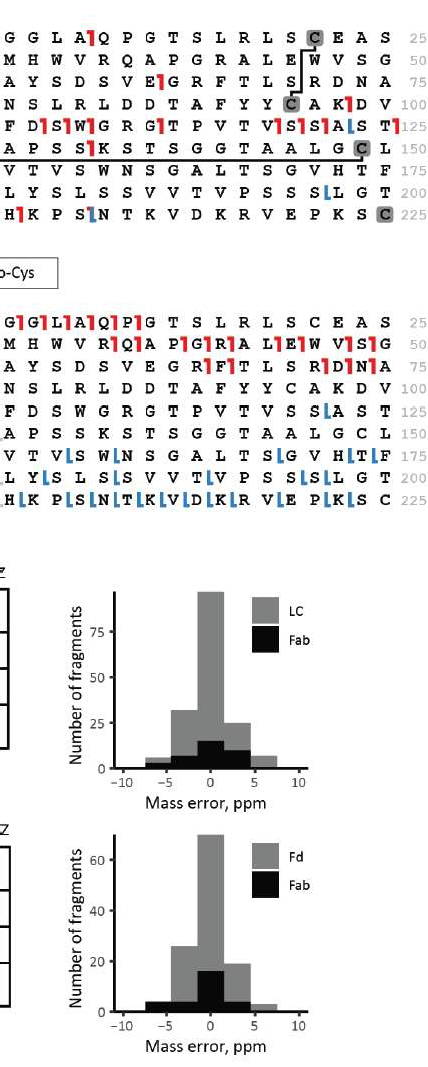 G G L A Q P G T S L R L S C E A S 25
M H W V R Q A P G R A L E W V S G 50
A Y S D S V E G R F T L S R D N A 75
N S L R L D D T A F Y Y C A K D V 100
F D S W G R G T P V T V S S A S T 125
A P S S K S T S G G T A A L G C L 150
V T V S W N S G A L T S G V H T F 175
L Y S L S S V V T V P S S S L G T
H K P S N T K V D K R V E P K S C 225
o-Cys
G G L A Q P G T S L R L S C E A S 25
M H W V R Q A P G R A L E W V S G 50
A Y S D S V E G R F T L S R D N A 75
N S L R L D D T A F Y Y C A K D V 100
F D S W G R G T P V T V S S A S T 125
A P S S K S T S G G T A A L G C L 150
V T V S W N S G A L T S G V H T F 175
L Y S L S S V V T V P S S S L G T 200
H K P S N T K V D K R V E P K S C 225
z
Number of fragments
75
50
25
0
LC
Fab
−10 −5 0 5 10
Mass error, ppm
z
Number of fragments
60
40
20
0
Fd
Fab
−10 −5 0 5 10
Mass error, ppm